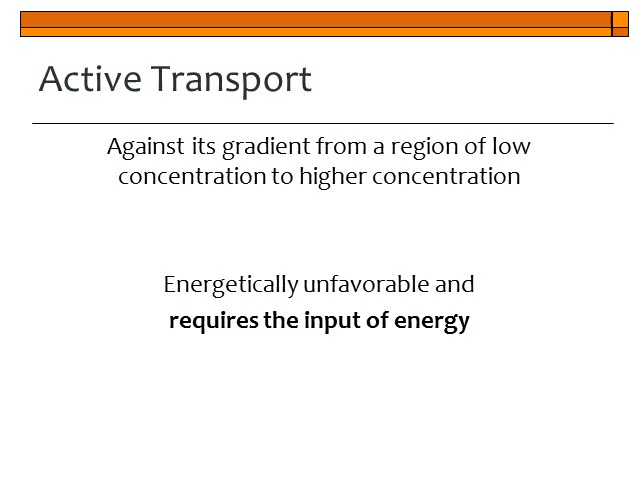 Active Transport
Against its gradient from a region of low
concentration to higher concentration
Energetically unfavorable and
requires the input of energy